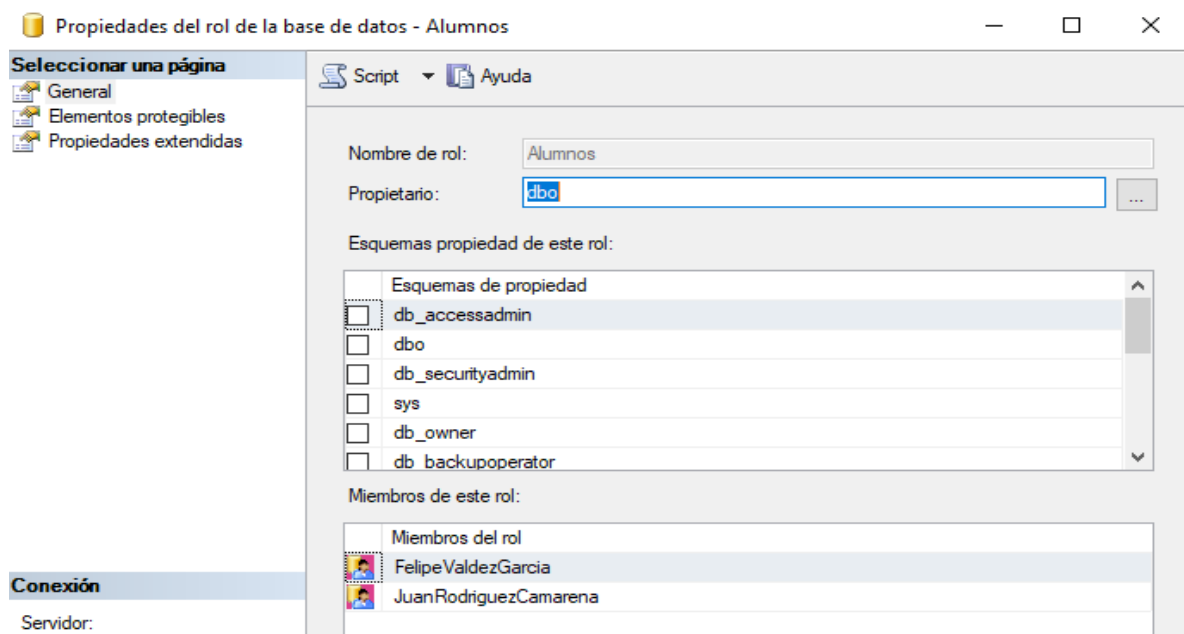 Propiedades del rol de la base de datos - Alumnos
Seleccionar una página
General
Elementos protegibles
Propiedades extendidas
Script
Ayuda
Nombre de rol: Alumnos
Propietario: dbo
...
Esquemas propiedad de este rol:
Esquemas de propiedad
db_accessadmin
dbo
db_securityadmin
sys
db_owner
db_backupoperator
Miembros de este rol:
Miembros del rol
FelipeValdezGarcia
JuanRodriguezCamarena
Conexión
Servidor: